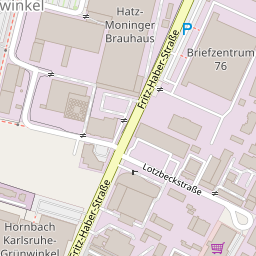 winkel
Hatz-
Moninger
Brauhaus
P
Briefzentrum
76
Fritz-Haber-Straße
Lotzbeckstraße
Hornbach
Karlsruhe-
Grünwinkel
Fritz-Haber-Straße